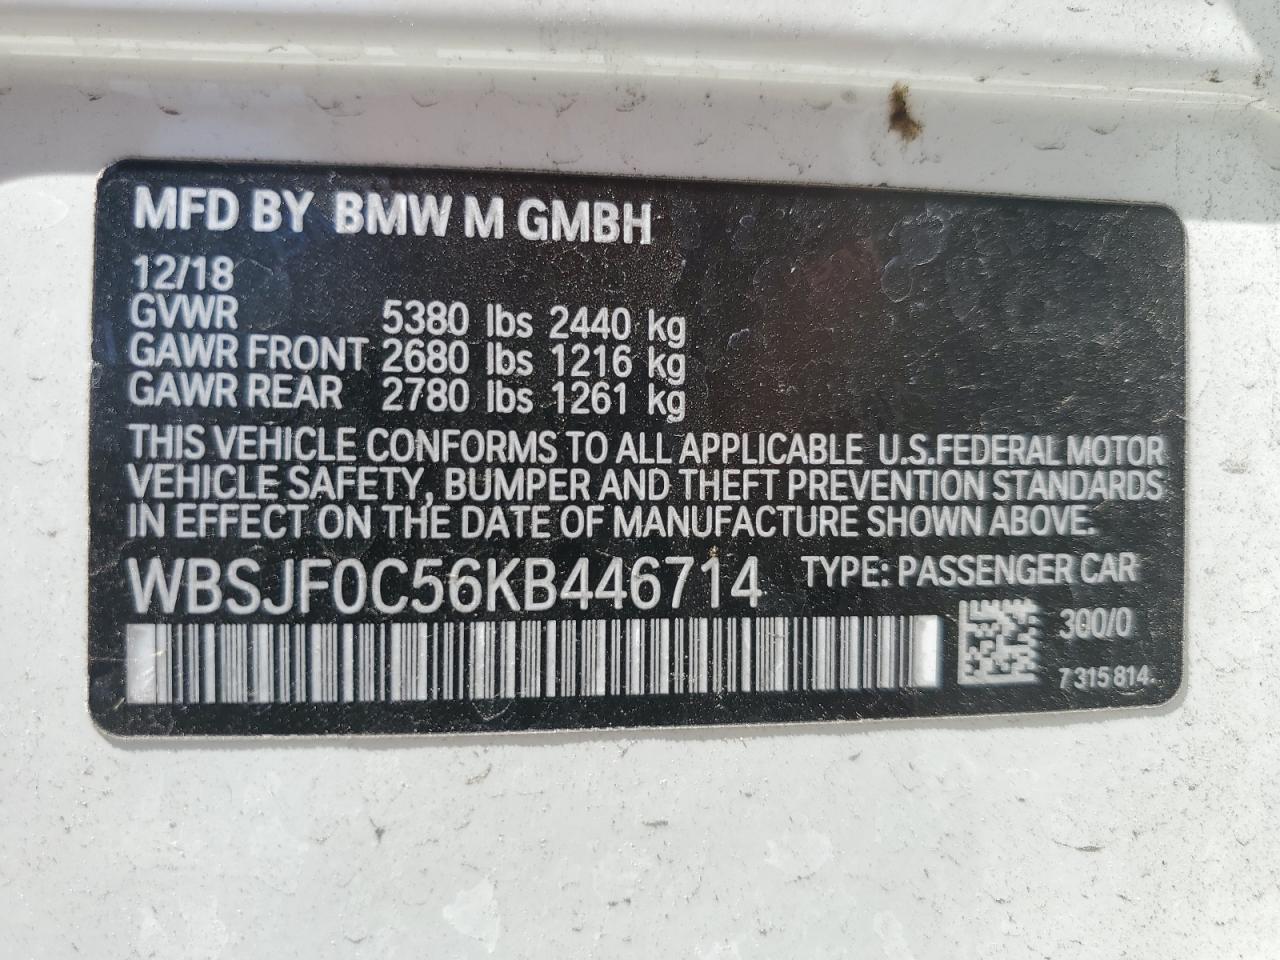 MFD BY BMW M GMBH
12/18
GVWR 5380 lbs 2440 kg
GAWR FRONT 2680 lbs 1216 kg
GAWR REAR 2780 lbs 1261 kg
THIS VEHICLE CONFORMS TO ALL APPLICABLE U.S.FEDERAL MOTOR
VEHICLE SAFETY, BUMPER AND THEFT PREVENTION STANDARDS
IN EFFECT ON THE DATE OF MANUFACTURE SHOWN ABOVE.
WBSJF0C56KB446714 TYPE: PASSENGER CAR
300/0
7 315 814